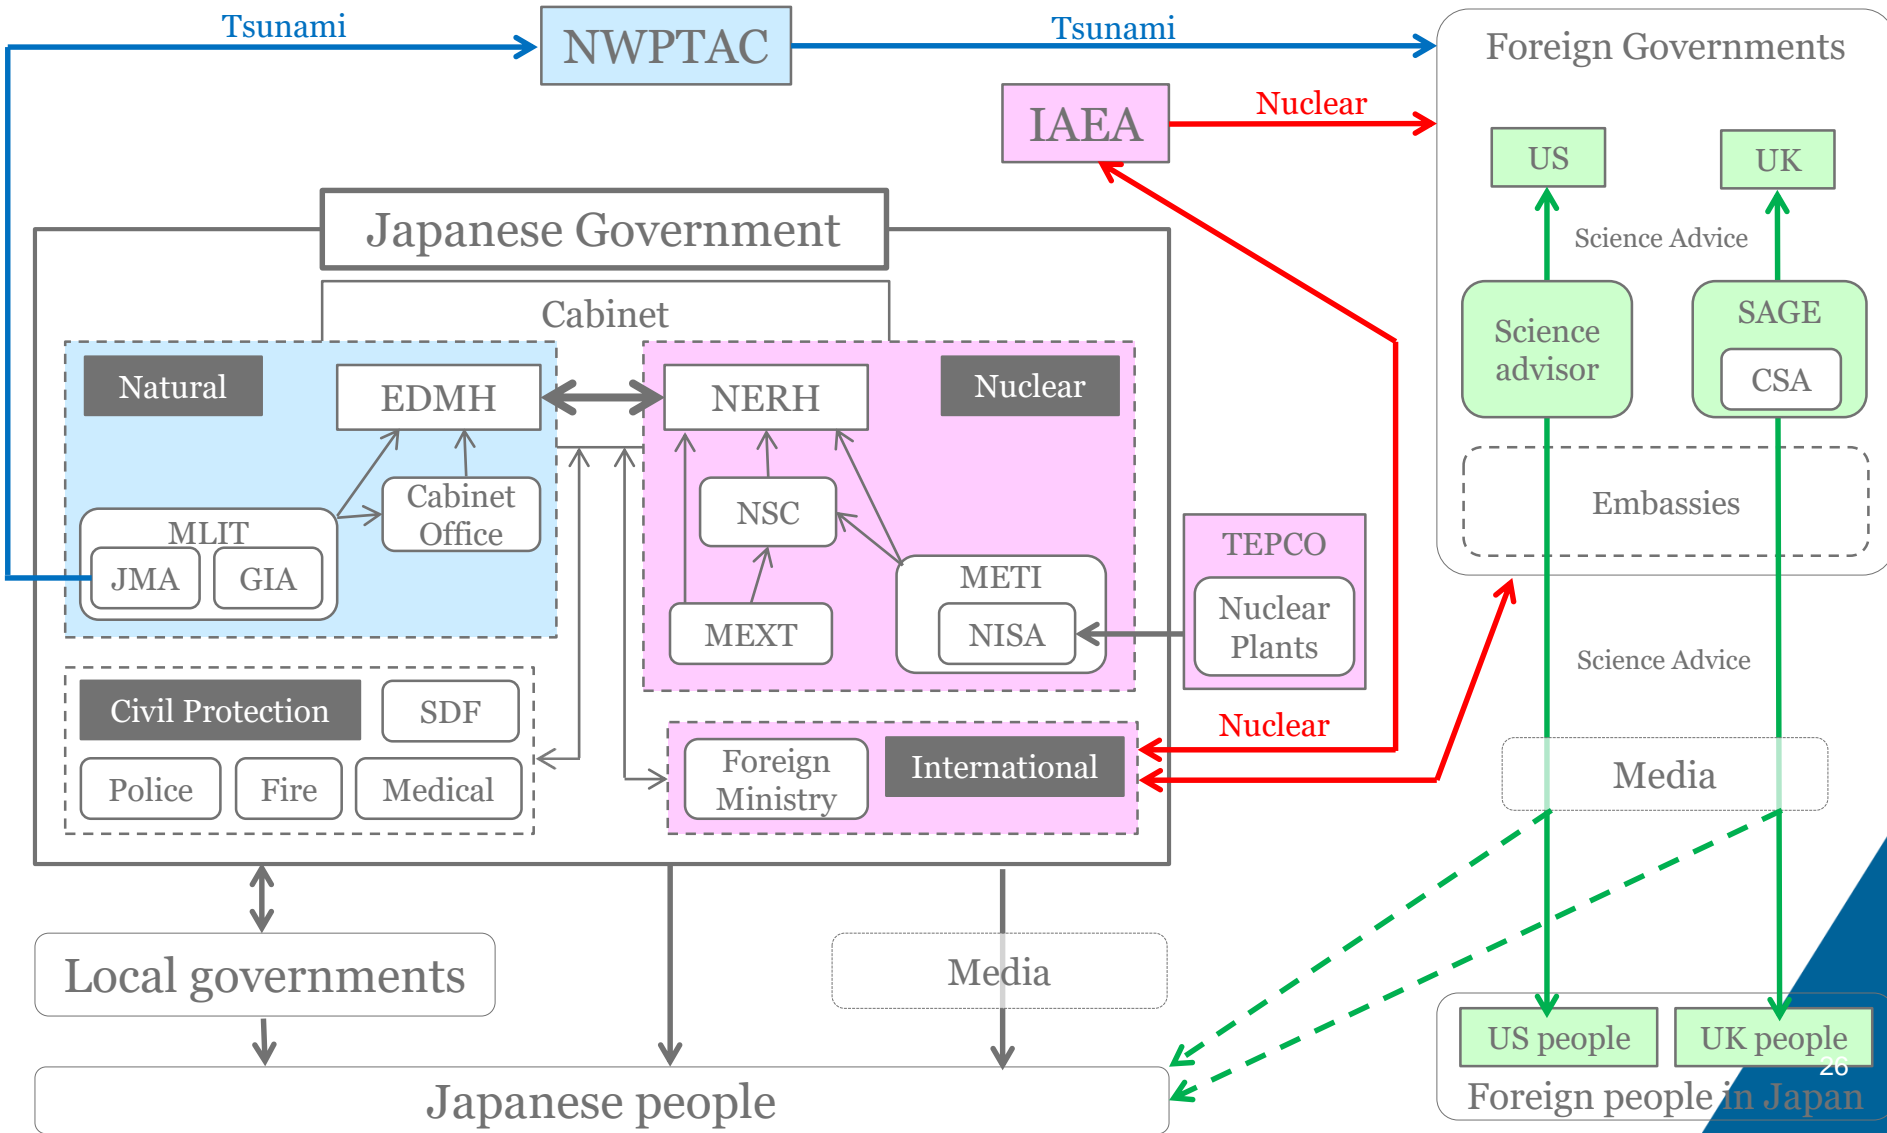 Tsunami
NWPTAC
Tsunami
Foreign Governments
IAEA
Nuclear
US
UK
Science Advice
Japanese Government
Cabinet
Science
advisor
SAGE
CSA
Natural
EDMH
NERH
Nuclear
Cabinet
Office
NSC
Embassies
MLIT
JMA
GIA
MEXT
METI
NISA
TEPCO
Nuclear
Plants
Science Advice
Civil Protection
SDF
Police
Fire
Medical
Nuclear
Foreign
Ministry
International
Media
Local governments
Media
US people
UK people
26
Foreign people in Japan
Japanese people